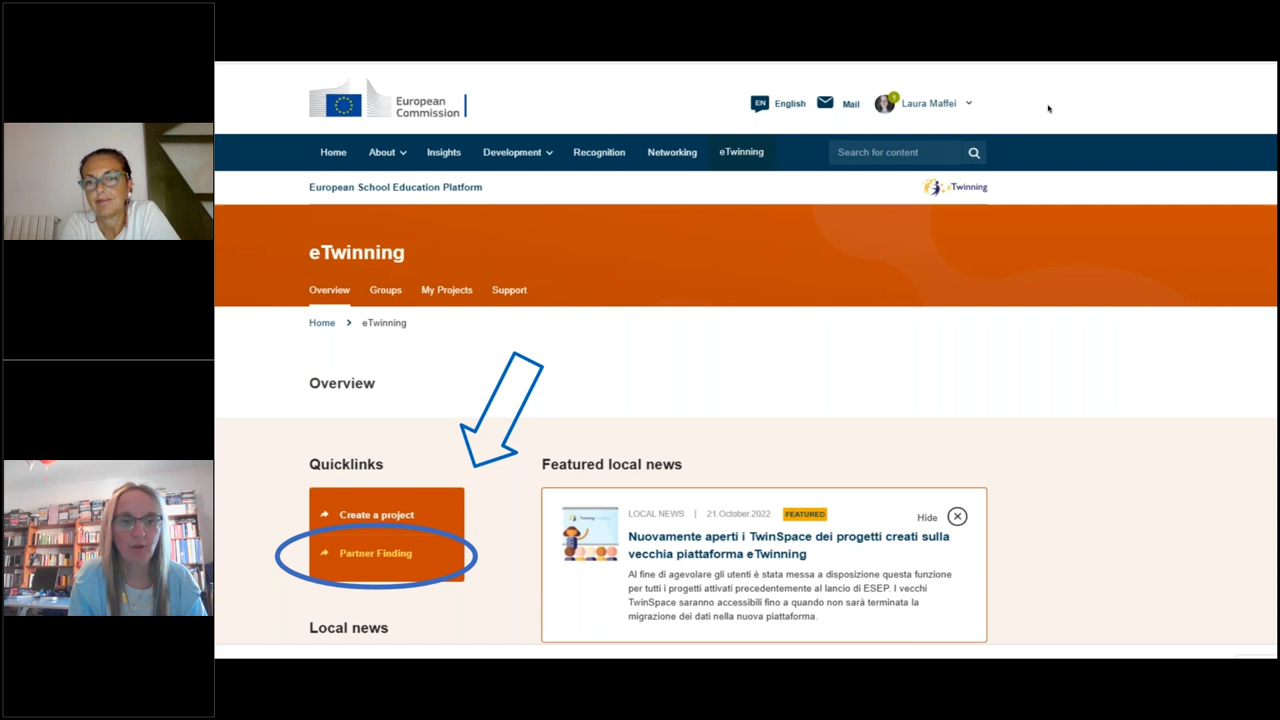 European
Commission
EN English Mail 1 Laura Maffei
Home About Insights Development Recognition Networking eTwinning Search for content
European School Education Platform
eTwinning
eTwinning
Overview Groups My Projects Support
Home > eTwinning
Overview
Quicklinks
Create a project
Partner Finding
Local news
Featured local news
LOCAL NEWS | 21.October.2022 FEATURED
Hide
Nuovamente aperti i TwinSpace dei progetti creati sulla
vecchia piattaforma eTwinning
Al fine di agevolare gli utenti è stata messa a disposizione questa funzione
per tutti i progetti attivati precedentemente al lancio di ESEP. I vecchi
TwinSpace saranno accessibili fino a quando non sarà terminata la
migrazione dei dati nella nuova piattaforma.